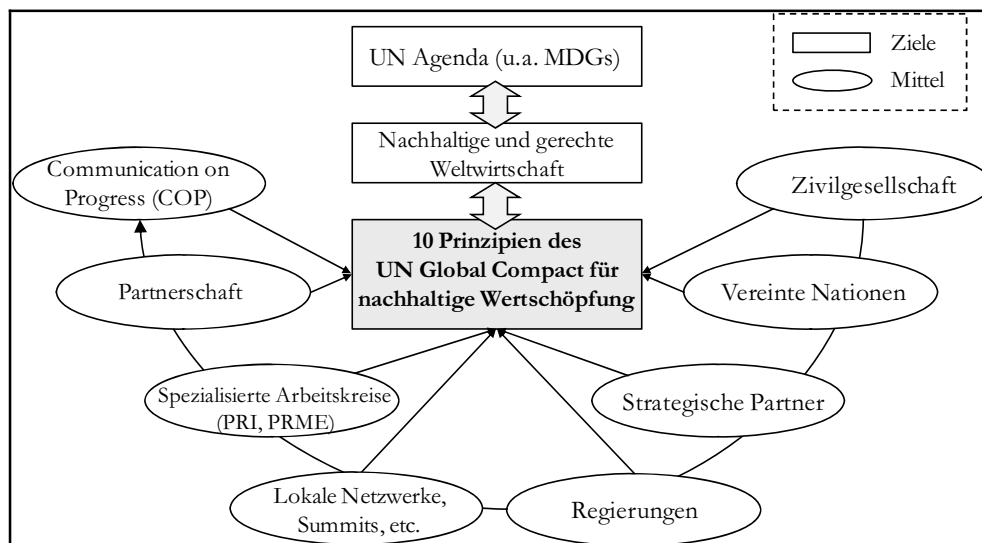 UN Agenda (u.a. MDGs)
Ziele
Mittel
Nachhaltige und gerechte
Weltwirtschaft
Communication on
Progress (COP)
Zivilgesellschaft
10 Prinzipien des
UN Global Compact für
nachhaltige Wertschöpfung
Partnerschaft
Vereinte Nationen
Spezialisierte Arbeitskreise
(PRI, PRME)
Strategische Partner
Lokale Netzwerke,
Summits, etc.
Regierungen